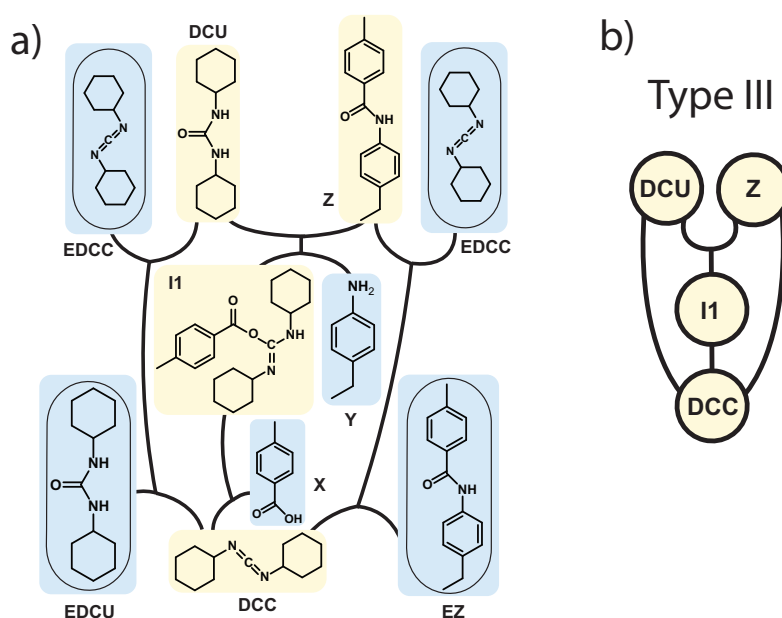 a)
b)
DCU
Type III
EDCC
Z
EDCC
N
C
N
NH
O
NH
O
NH
N
C
N
DCU
Z
I1
DCC
I1
O
O
C
NH
N
NH2
Y
X
O
OH
NH
O
NH
EDCU
N
C
N
DCC
O
NH
EZ